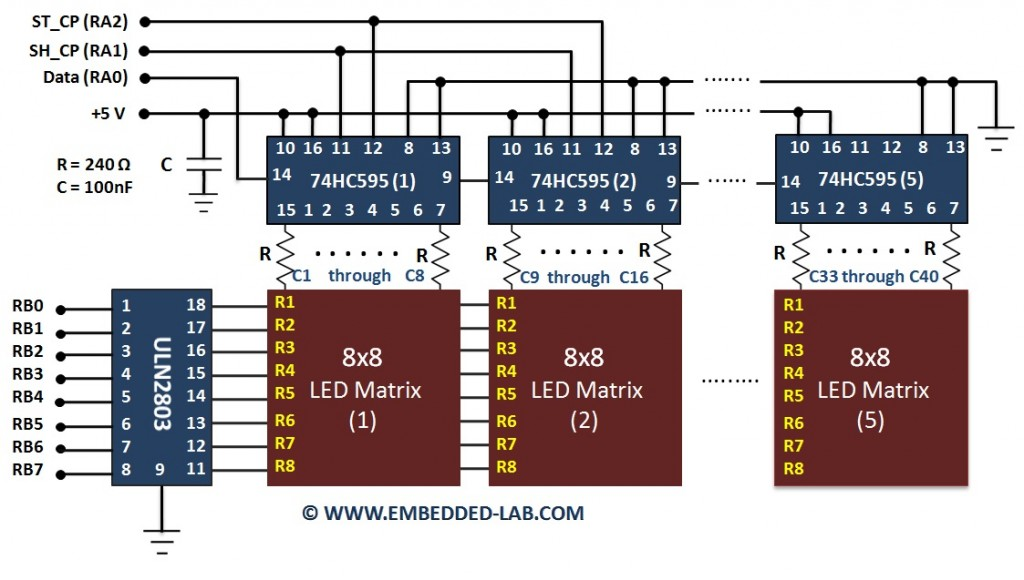 ST_CP (RA2)
SH_CP (RA1)
Data (RA0)
+5 V
R = 240 Ω
C = 100nF
C
10 16 11 12 8 13
14 74HC595 (1) 9
15 1 2 3 4 5 6 7
10 16 11 12 8 13
14 74HC595 (2) 9
15 1 2 3 4 5 6 7
10 16 8 13
14 74HC595 (5)
15 1 2 3 4 5 6 7
R R R R R R
C1 through C8
C9 through C16
C33 through C40
RB0
RB1
RB2
RB3
RB4
RB5
RB6
RB7
1 18
2 17
3 16
4 15
5 14
6 13
7 12
8 9 11
ULN2803
R1
R2
R3
R4
R5
R6
R7
R8
8x8
LED Matrix
(1)
R1
R2
R3
R4
R5
R6
R7
R8
8x8
LED Matrix
(2)
R1
R2
R3
R4
R5
R6
R7
R8
8x8
LED Matrix
(5)
© WWW.EMBEDDED-LAB.COM